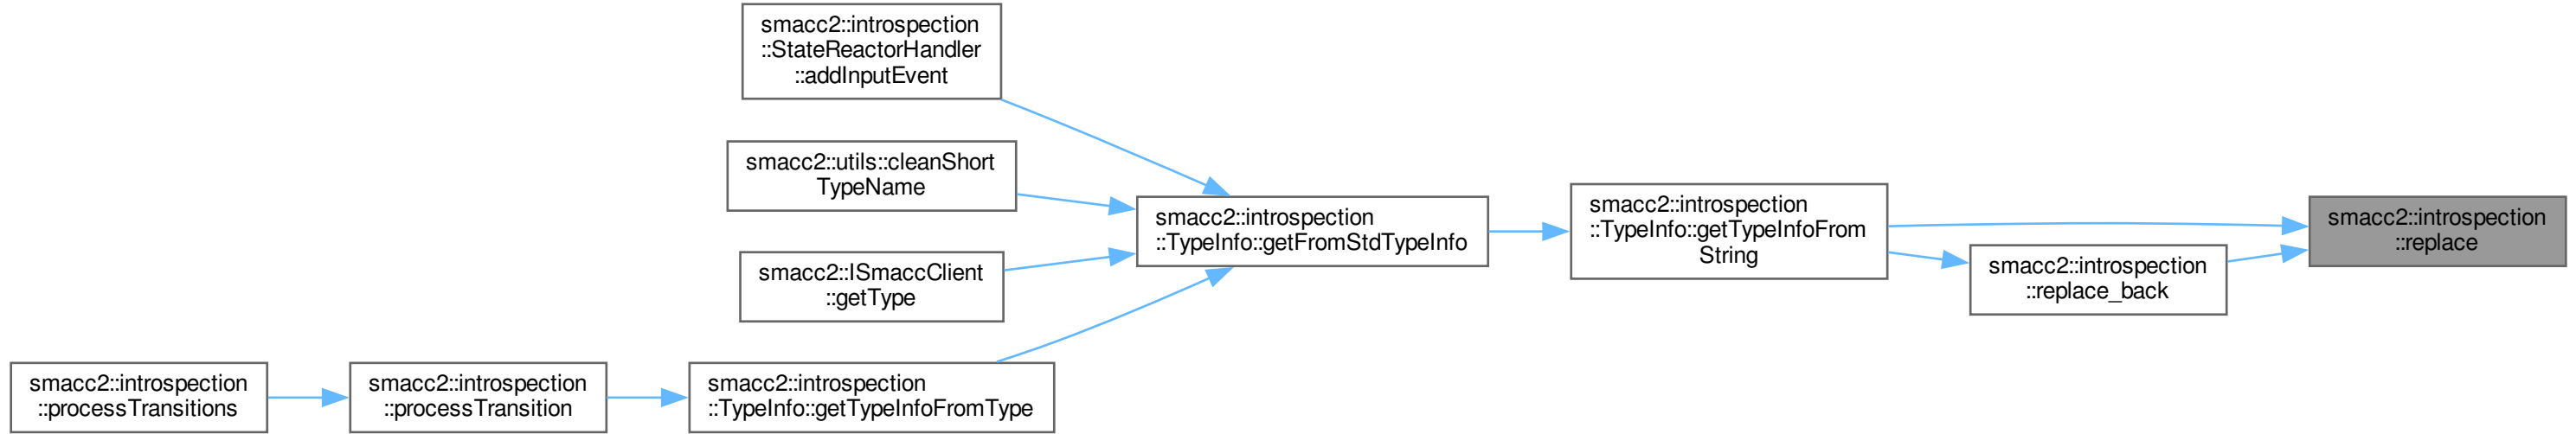 smacc2::introspection
::StateReactorHandler
::addInputEvent
smacc2::utils::cleanShort
TypeName
smacc2::ISmaccClient
::getType
smacc2::introspection
::processTransitions
smacc2::introspection
::processTransition
smacc2::introspection
::TypeInfo::getTypeInfoFromType
smacc2::introspection
::TypeInfo::getFromStdTypeInfo
smacc2::introspection
::TypeInfo::getTypeInfoFrom
String
smacc2::introspection
::replace_back
smacc2::introspection
::replace